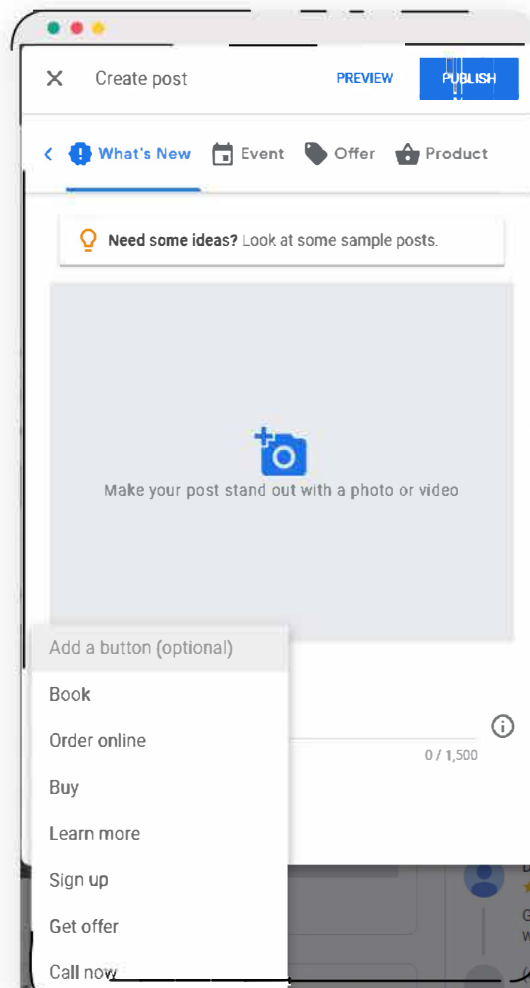 Create post PREVIEW PUBLISH
What's New Event Offer Product
Need some ideas? Look at some sample posts.
Make your post stand out with a photo or video
Add a button (optional)
Book
Order online
0 / 1,500
Buy
Learn more
Sign up
Get offer
Call now